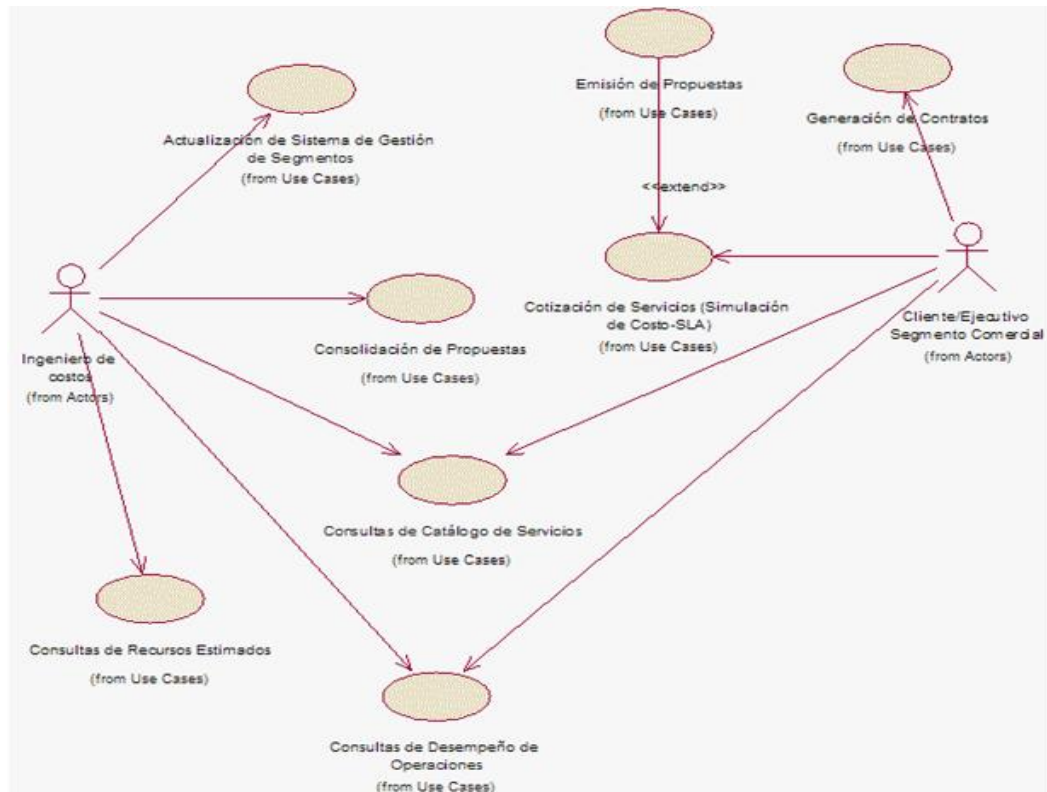 Emisión de Propuestas
(from Use Cases)
Actualización de Sistema de Gestión
de Segmentos
(from Use Cases)
Generación de Contratos
(from Use Cases)
<<extend>>
Ingeniero de
costos
(from Actors)
Consolidación de Propuestas
(from Use Cases)
Cotización de Servicios (Simulación
de Costo-SLA)
(from Use Cases)
Cliente/Ejecutivo
Segmento Comercial
(from Actors)
Consultas de Catálogo de Servicios
(from Use Cases)
Consultas de Recursos Estimados
(from Use Cases)
Consultas de Desempeño de
Operaciones
(from Use Cases)